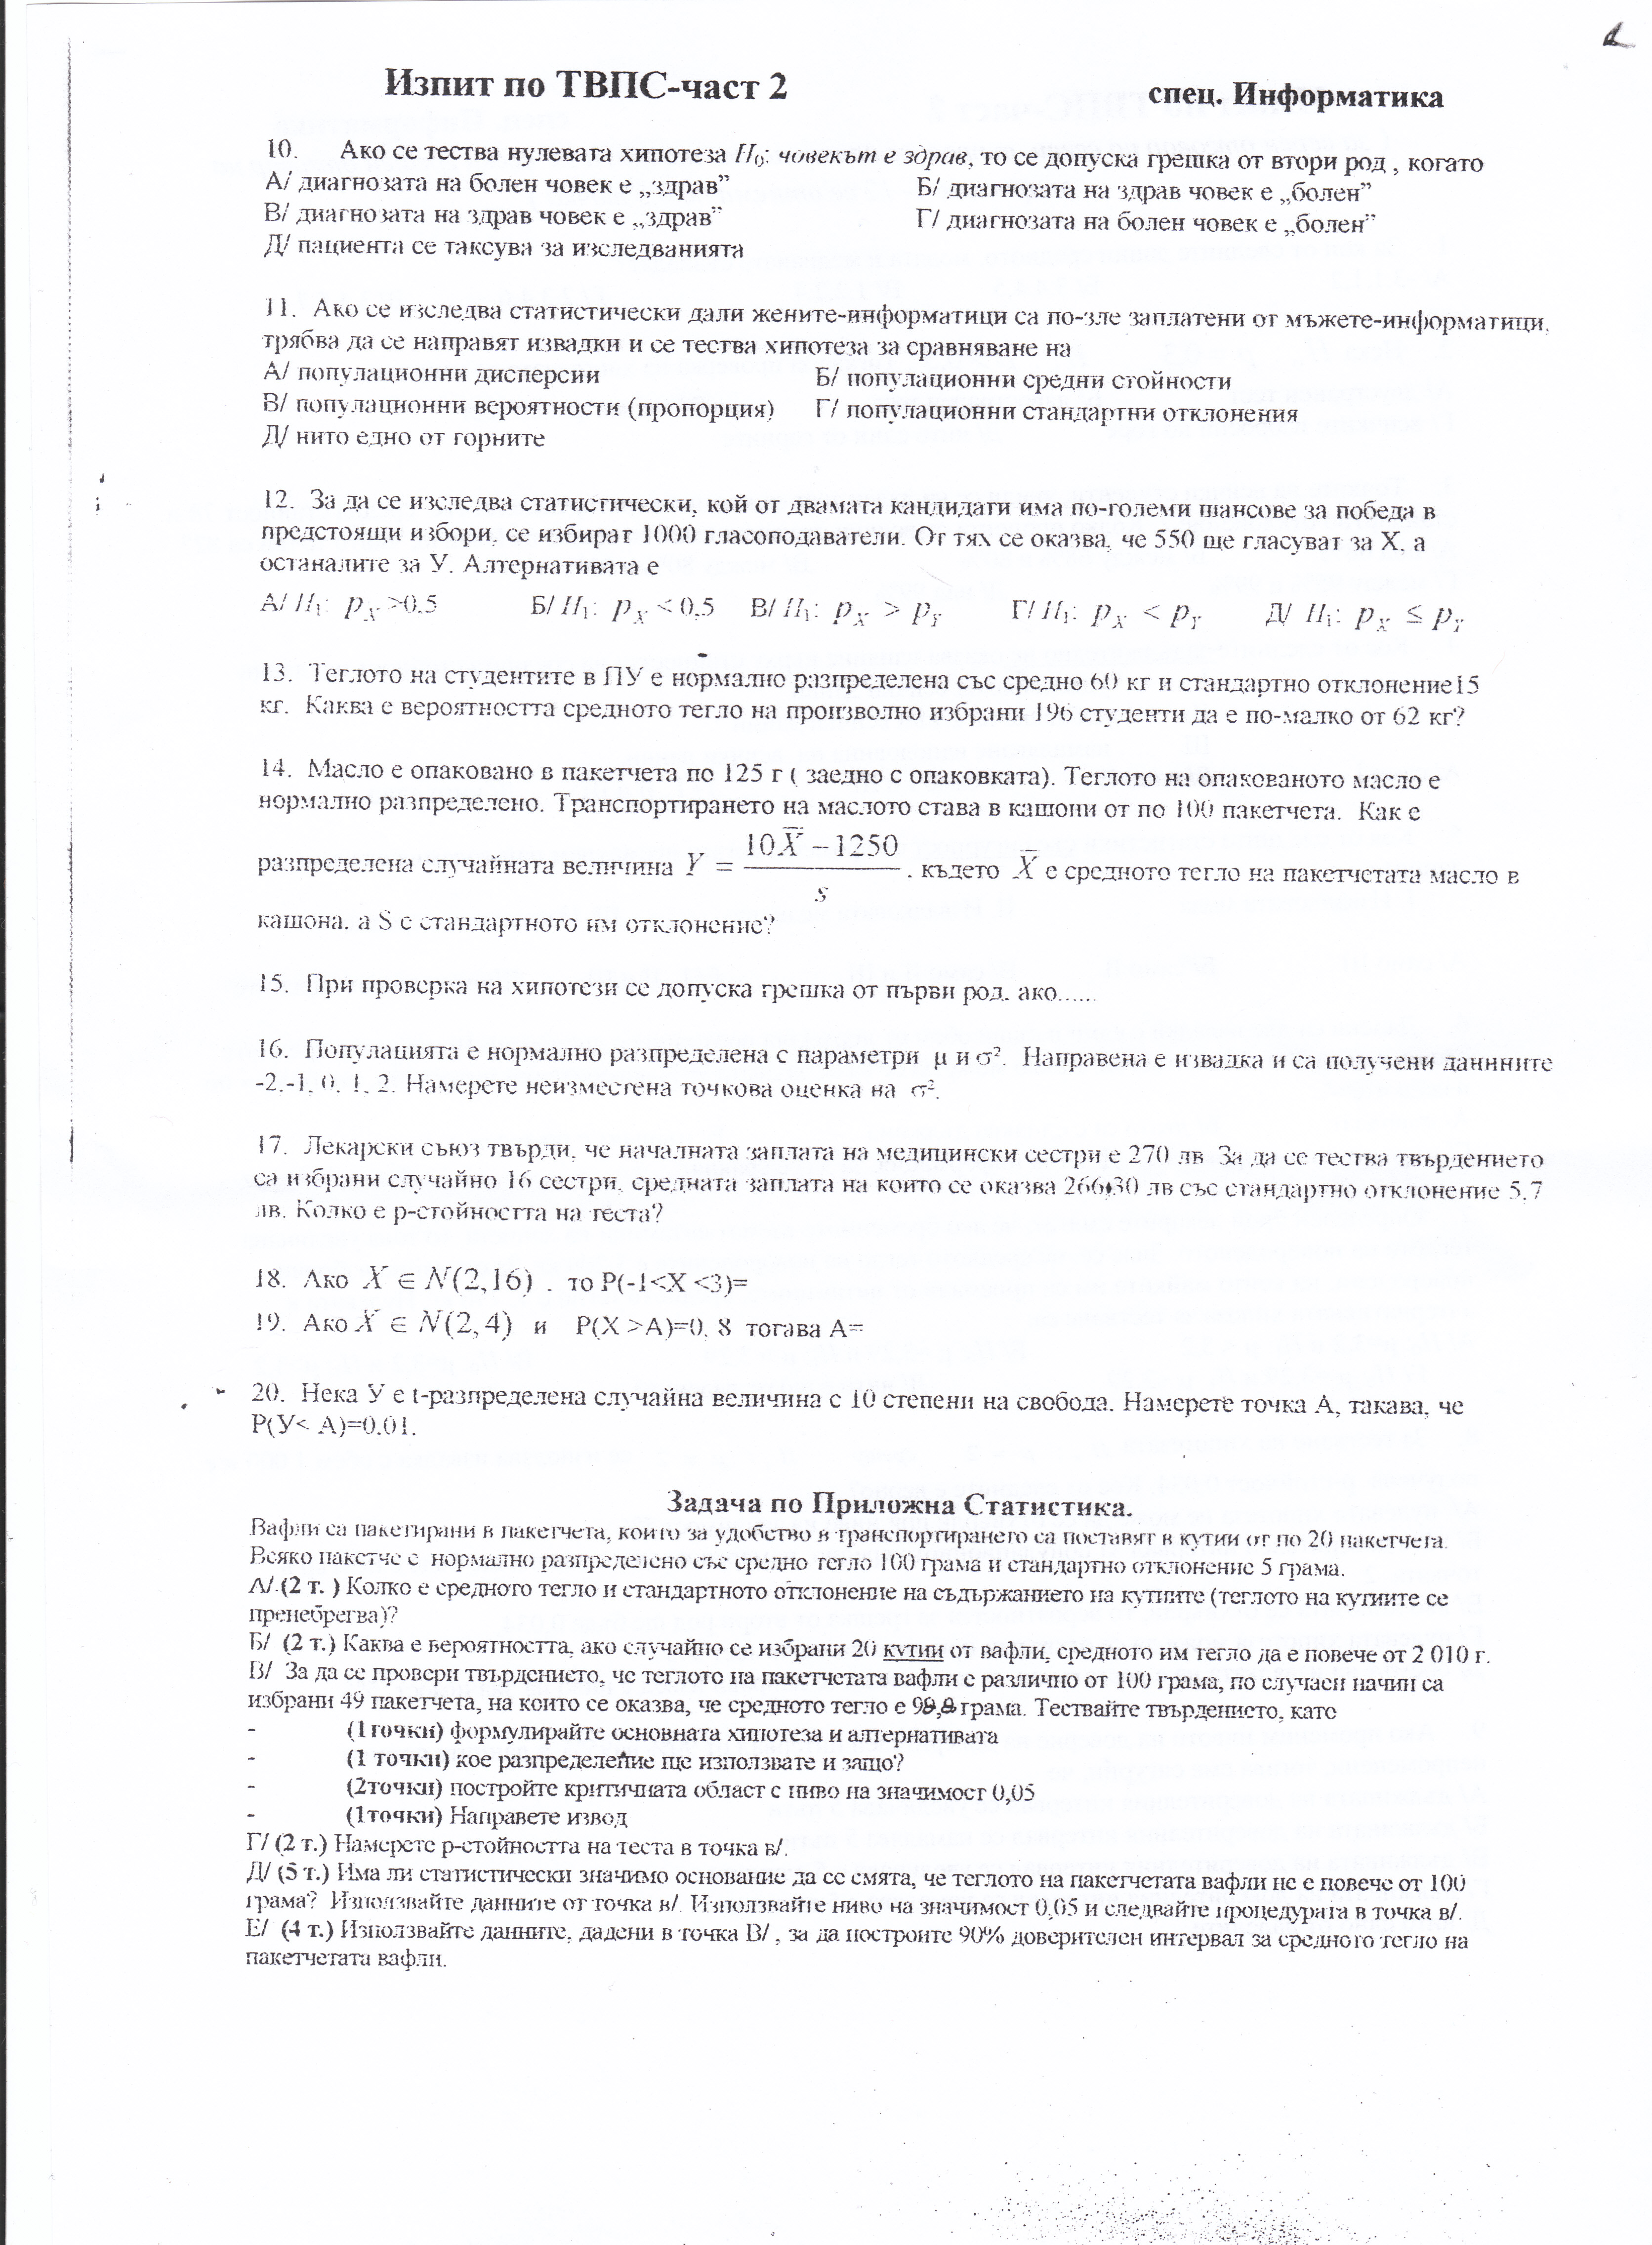 Изпит по ТВПС-част 2 спец. Информатика
10. Ако се тества нулевата хипотеза H₀: човекът е здрав, то се допуска грешка от втори род , когато
А/ диагнозата на болен човек е „здрав” Б/ диагнозата на здрав човек е „болен”
В/ диагнозата на здрав човек е „здрав” Г/ диагнозата на болен човек е „болен”
Д/ пациента се таксува за изследванията
11. Ако се изследва статистически дали жените-информатици са по-зле заплатени от мъжете-информатици,
трябва да се направят извадки и се тества хипотеза за сравняване на
А/ популационни дисперсии Б/ популационни средни стойности
В/ популационни вероятности (пропорция) Г/ популационни стандартни отклонения
Д/ нито едно от горните
12. За да се изследва статистически, кой от двамата кандидати има по-големи шансове за победа в
предстоящи избори, се избират 1000 гласоподаватели. От тях се оказва, че 550 ще гласуват за X, а
останалите за У. Алтернативата е
А/ H₁: p_X >0.5 Б/ H₁: p_X < 0.5 В/ H₁: p_X > p_Y Г/ H₁: p_X < p_Y Д/ H₁: p_X ≤ p_Y
13. Теглото на студентите в ПУ е нормално разпределена със средно 60 кг и стандартно отклонение15
кг. Каква е вероятността средното тегло на произволно избрани 196 студенти да е по-малко от 62 кг?
14. Масло е опаковано в пакетчета по 125 г ( заедно с опаковката). Теглото на опакованото масло е
нормално разпределено. Транспортирането на маслото става в кашони от по 100 пакетчета. Как е
разпределена случайната величина Y = (10X̄ – 1250)/s , където X̄ е средното тегло на пакетчетата масло в
кашона, а S е стандартното им отклонение?
15. При проверка на хипотези се допуска грешка от първи род, ако......
16. Популацията е нормално разпределена с параметри μ и σ². Направена е извадка и са получени даннните
-2,-1, 0, 1, 2. Намерете неизместена точкова оценка на σ².
17. Лекарски съюз твърди, че началната заплата на медицински сестри е 270 лв За да се тества твърдението
са избрани случайно 16 сестри, средната заплата на които се оказва 266,30 лв със стандартно отклонение 5,7
лв. Колко е p-стойността на теста?
18. Ако X ∈ N(2,16) , то P(-1<X <3)=
19. Ако X ∈ N(2,4) и P(X >A)=0, 8 тогава A=
20. Нека У е t-разпределена случайна величина с 10 степени на свобода. Намерете точка А, такава, че
P(У< A)=0.01.
Задача по Приложна Статистика.
Вафли са пакетирани в пакетчета, които за удобство в транспортирането са поставят в кутии от по 20 пакетчета.
Всяко пакетче е нормално разпределено със средно тегло 100 грама и стандартно отклонение 5 грама.
А/ (2 т. ) Колко е средното тегло и стандартното отклонение на съдържанието на кутиите (теглото на кутиите се
пренебрегва)?
Б/ (2 т.) Каква е вероятността, ако случайно се избрани 20 кутии от вафли, средното им тегло да е повече от 2 010 г.
В/ За да се провери твърдението, че теглото на пакетчетата вафли е различно от 100 грама, по случаен начин са
избрани 49 пакетчета, на които се оказва, че средното тегло е грама. Тествайте твърдението, като
- (1 точки) формулирайте основната хипотеза и алтернативата
- (1 точки) кое разпределение ще използвате и защо?
- (2точки) постройте критичната област с ниво на значимост 0,05
- (1точки) Направете извод
Г/ (2 т.) Намерете p-стойността на теста в точка в/.
Д/ (5 т.) Има ли статистически значимо основание да се смята, че теглото на пакетчетата вафли не е повече от 100
грама? Използвайте данните от точка в/. Използвайте ниво на значимост 0,05 и следвайте процедурата в точка в/.
Е/ (4 т.) Използвайте данните, дадени в точка В/ , за да построите 90% доверителен интервал за средното тегло на
пакетчетата вафли.